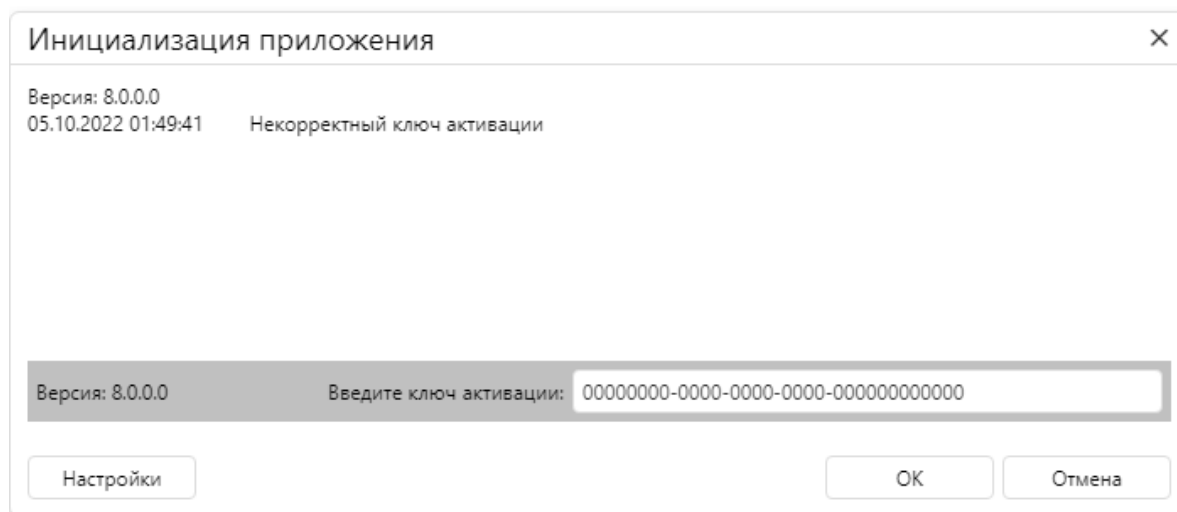 Инициализация приложения
Версия: 8.0.0.0
05.10.2022 01:49:41 Некорректный ключ активации
Версия: 8.0.0.0 Введите ключ активации: 00000000-0000-0000-0000-000000000000
Настройки ОК Отмена